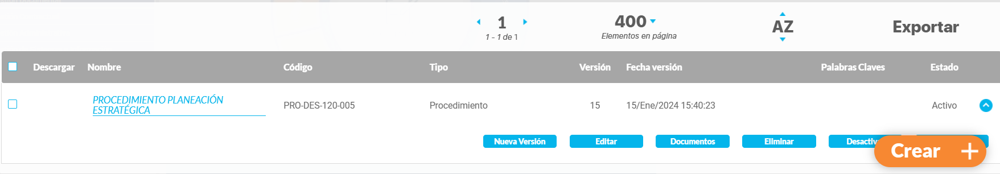 1
1 - 1 de 1
400
Elementos en página
AZ
Exportar
Descargar Nombre Código Tipo Versión Fecha versión Palabras Claves Estado
PROCEDIMIENTO PLANEACIÓN
ESTRATÉGICA
PRO-DES-120-005 Procedimiento 15 15/Ene/2024 15:40:23 Activo
Nueva Versión Editar Documentos Eliminar
Crear +